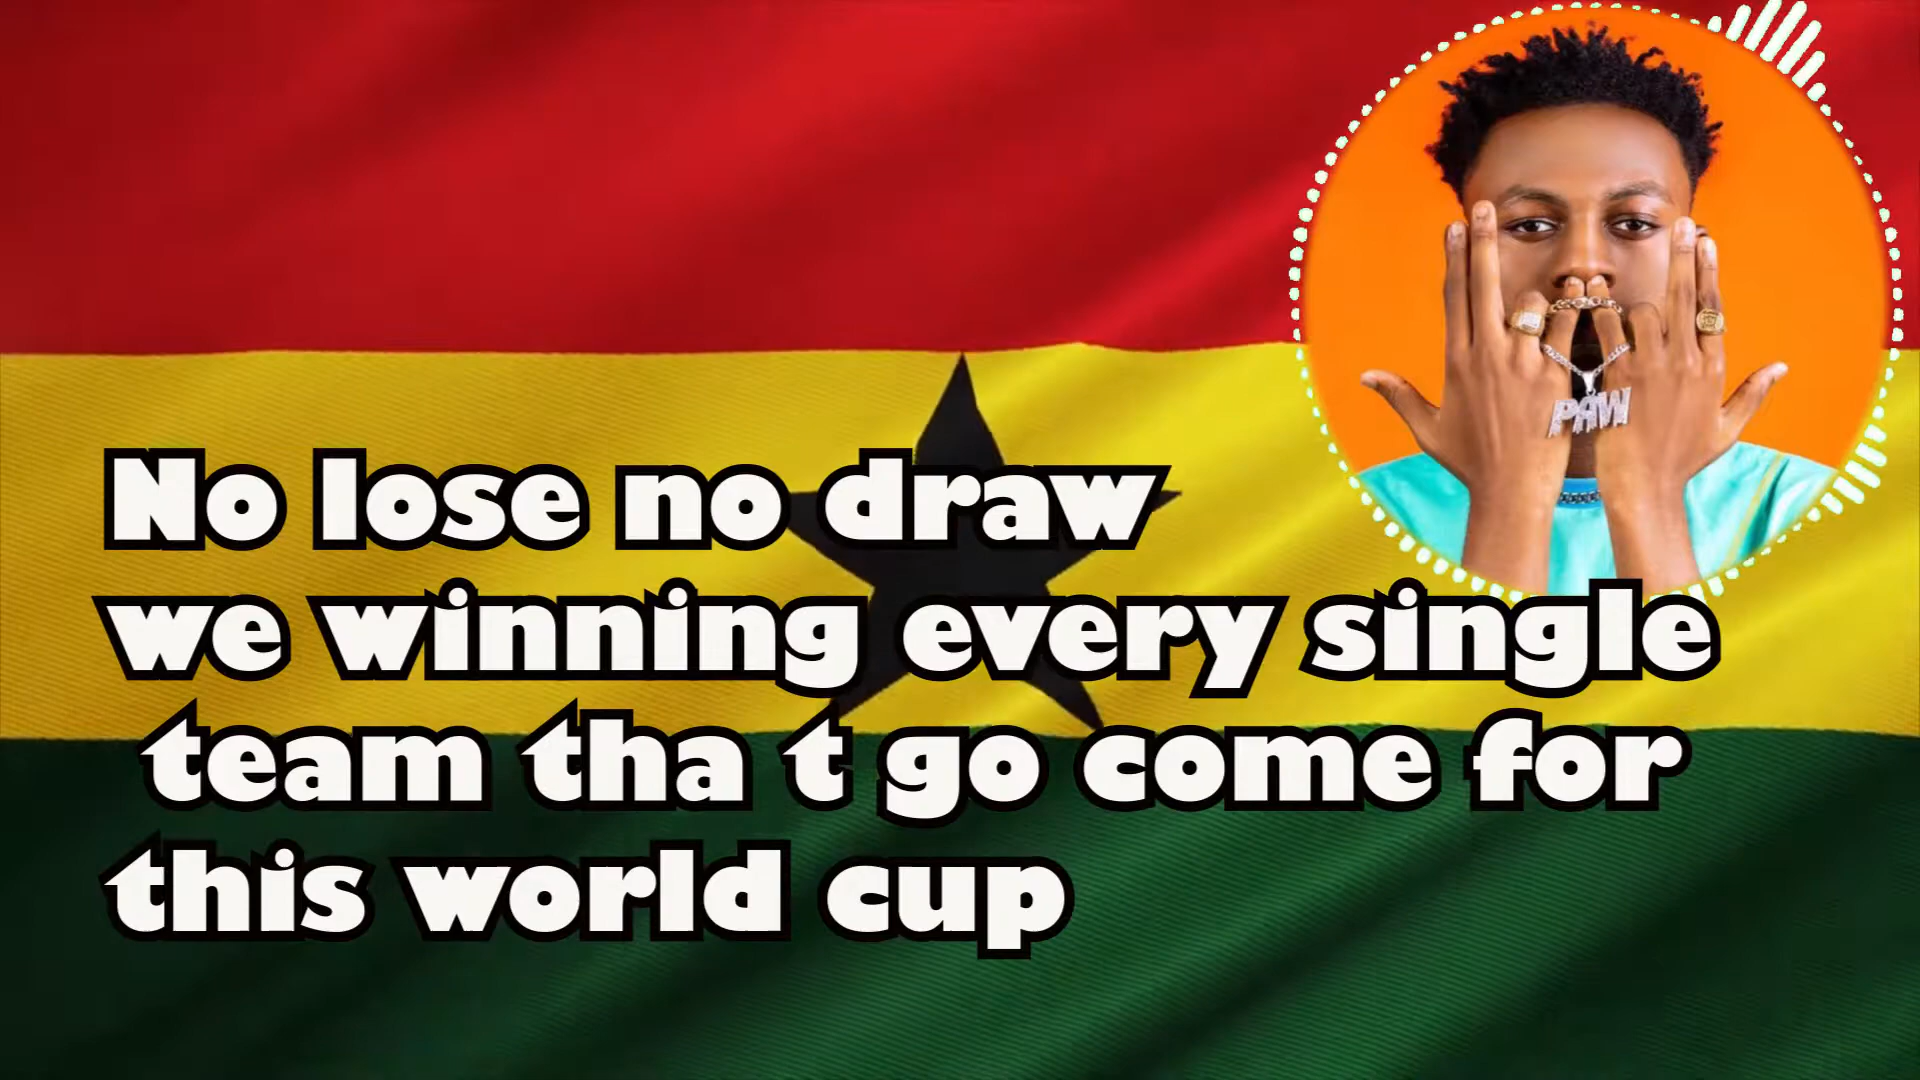 PAW
No lose no draw
we winning every single
team tha t go come for
this world cup